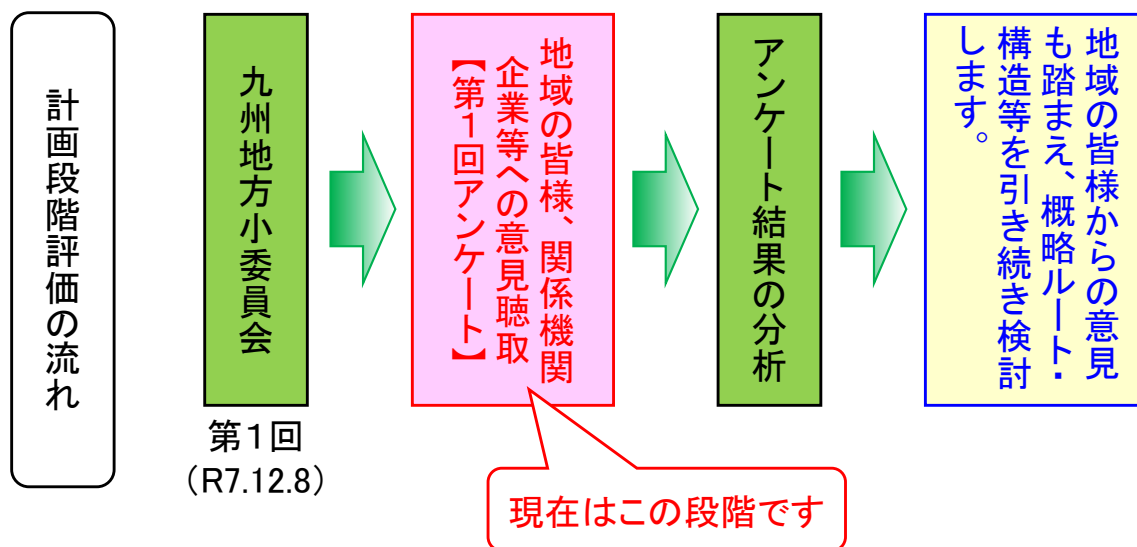 計画段階評価の流れ
九州地方小委員会
第１回
（R7.12.8）
地域の皆様、関係機関
企業等への意見聴取
【第１回アンケート】
現在はこの段階です
アンケート結果の分析
地域の皆様からの意見
も踏まえ、概略ルート・
構造等を引き続き検討
します。